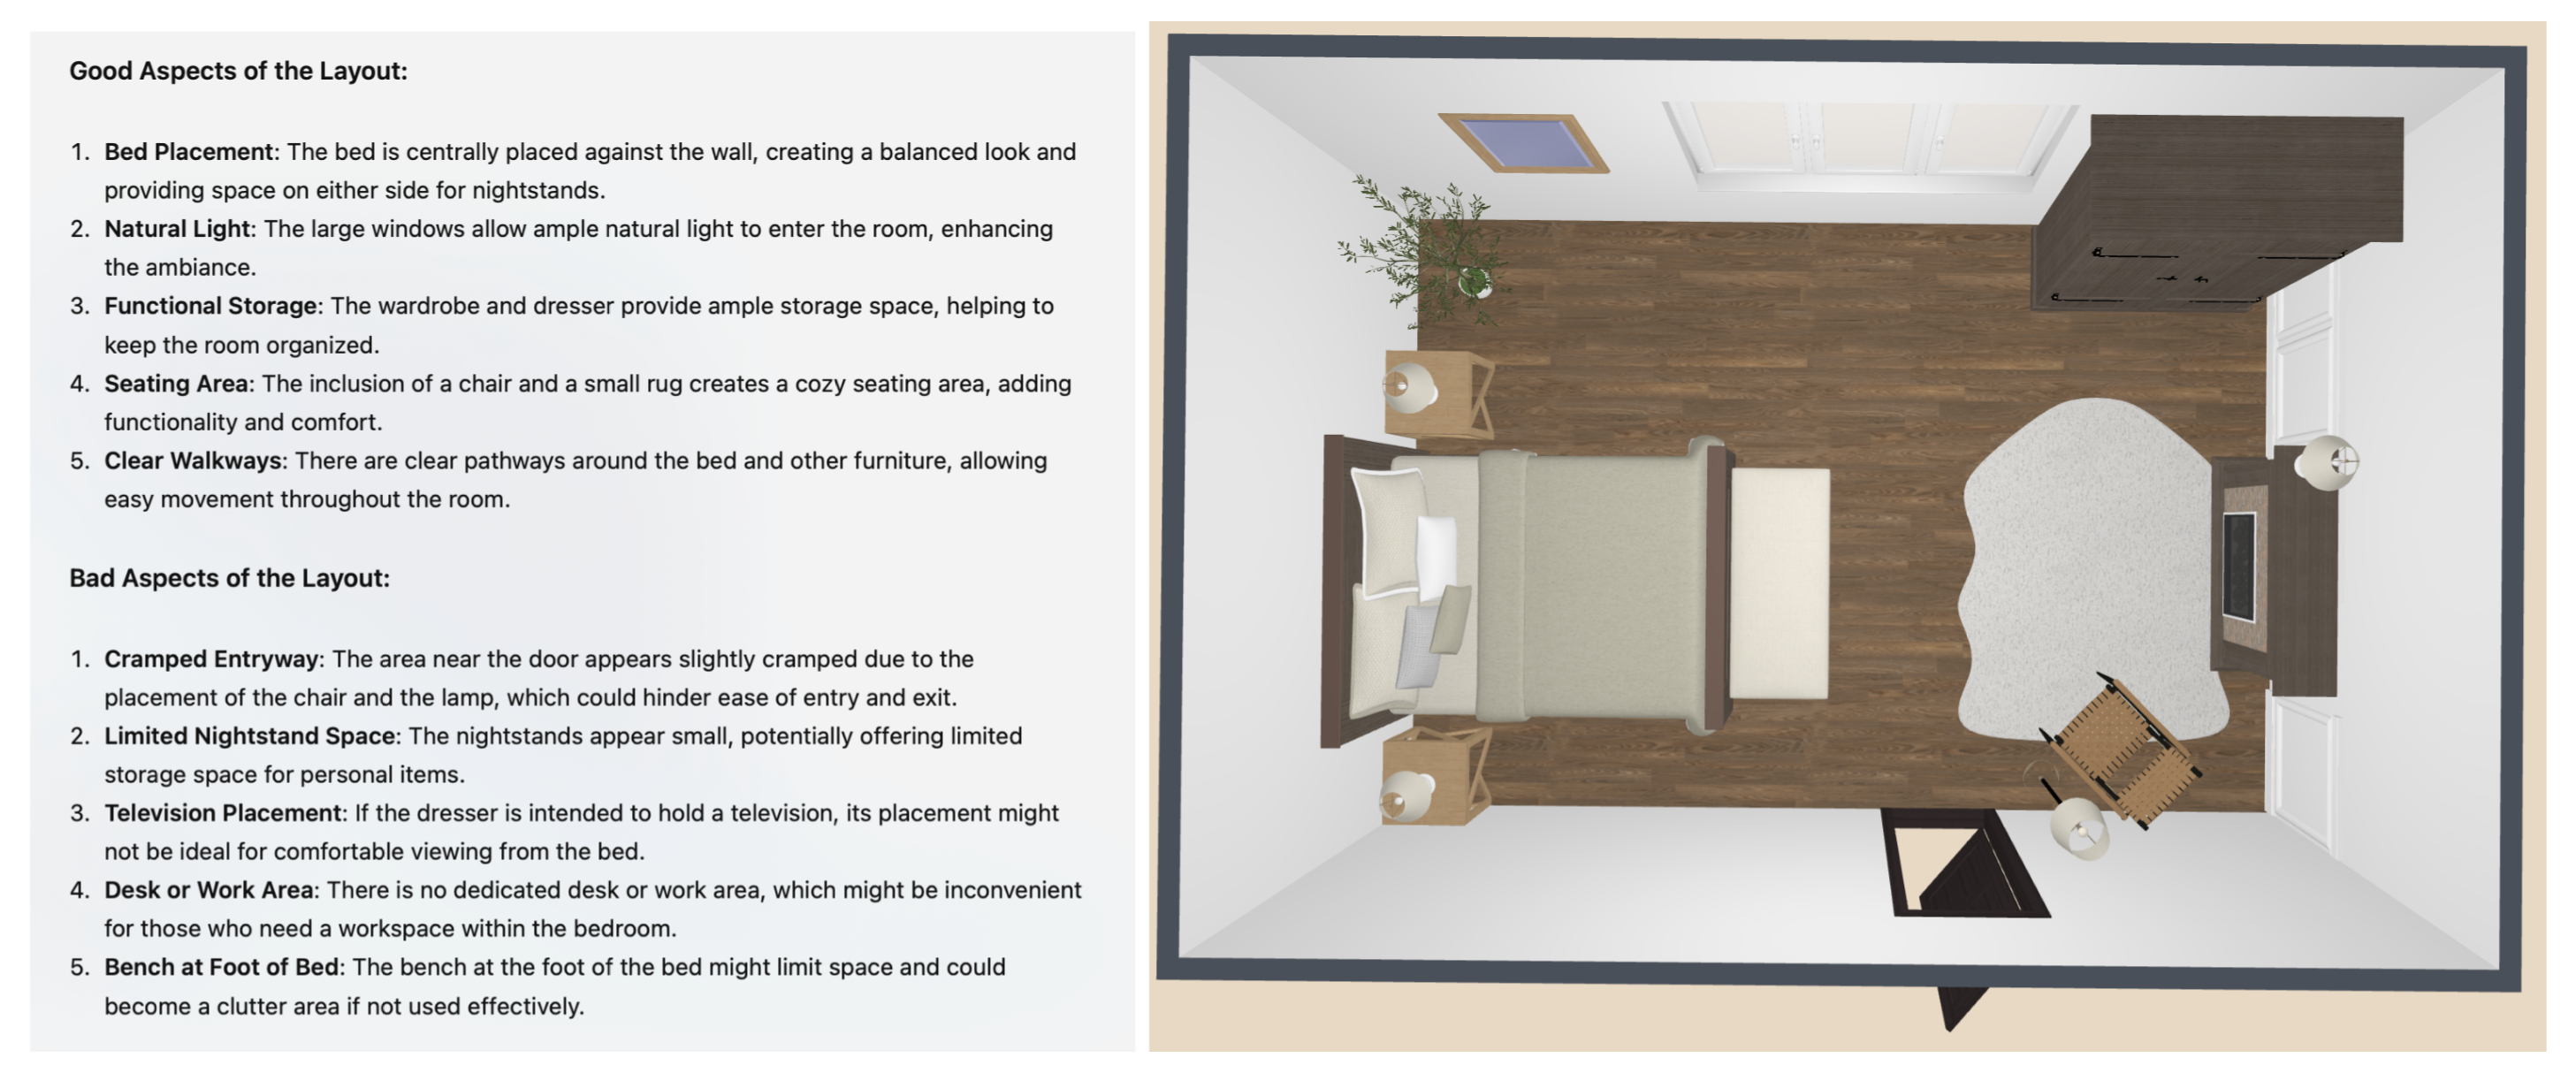 Good Aspects of the Layout:
1. Bed Placement: The bed is centrally placed against the wall, creating a balanced look and
providing space on either side for nightstands.
2. Natural Light: The large windows allow ample natural light to enter the room, enhancing
the ambiance.
3. Functional Storage: The wardrobe and dresser provide ample storage space, helping to
keep the room organized.
4. Seating Area: The inclusion of a chair and a small rug creates a cozy seating area, adding
functionality and comfort.
5. Clear Walkways: There are clear pathways around the bed and other furniture, allowing
easy movement throughout the room.
Bad Aspects of the Layout:
1. Cramped Entryway: The area near the door appears slightly cramped due to the
placement of the chair and the lamp, which could hinder ease of entry and exit.
2. Limited Nightstand Space: The nightstands appear small, potentially offering limited
storage space for personal items.
3. Television Placement: If the dresser is intended to hold a television, its placement might
not be ideal for comfortable viewing from the bed.
4. Desk or Work Area: There is no dedicated desk or work area, which might be inconvenient
for those who need a workspace within the bedroom.
5. Bench at Foot of Bed: The bench at the foot of the bed might limit space and could
become a clutter area if not used effectively.